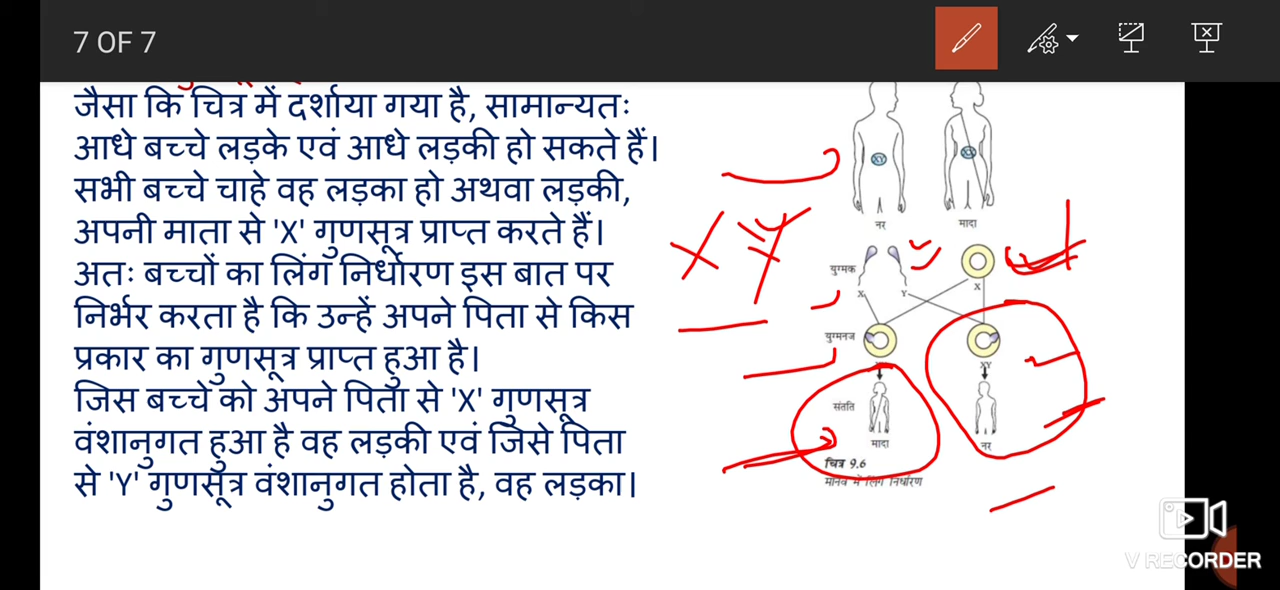 7 OF 7
जैसा कि चित्र में दर्शाया गया है, सामान्यतः
आधे बच्चे लड़के एवं आधे लड़की हो सकते हैं।
सभी बच्चे चाहे वह लड़का हो अथवा लड़की,
अपनी माता से 'X' गुणसूत्र प्राप्त करते हैं।
अतः बच्चों का लिंग निर्धारण इस बात पर
निर्भर करता है कि उन्हें अपने पिता से किस
प्रकार का गुणसूत्र प्राप्त हुआ है।
जिस बच्चे को अपने पिता से 'X' गुणसूत्र
वंशानुगत हुआ है वह लड़की एवं जिसे पिता
से 'Y' गुणसूत्र वंशानुगत होता है, वह लड़का।
XY
नर मादा
X Y
युग्मक
X Y X
युग्मनज
XY
संतति
मादा नर
चित्र 9.6
मानव में लिंग निर्धारण
V RECORDER